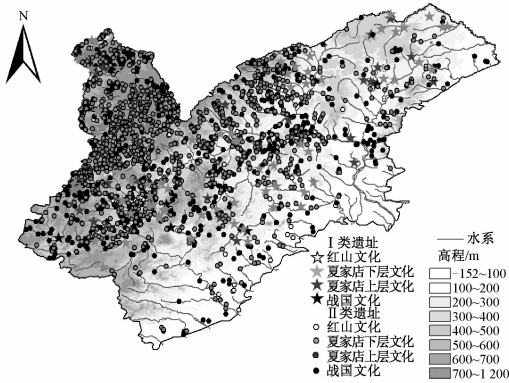 N
Ⅰ类遗址
红山文化
夏家店下层文化
夏家店上层文化
战国文化
Ⅱ类遗址
红山文化
夏家店下层文化
夏家店上层文化
战国文化
水系
高程/m
-152~100
100~200
200~300
300~400
400~500
500~600
600~700
700~1 200